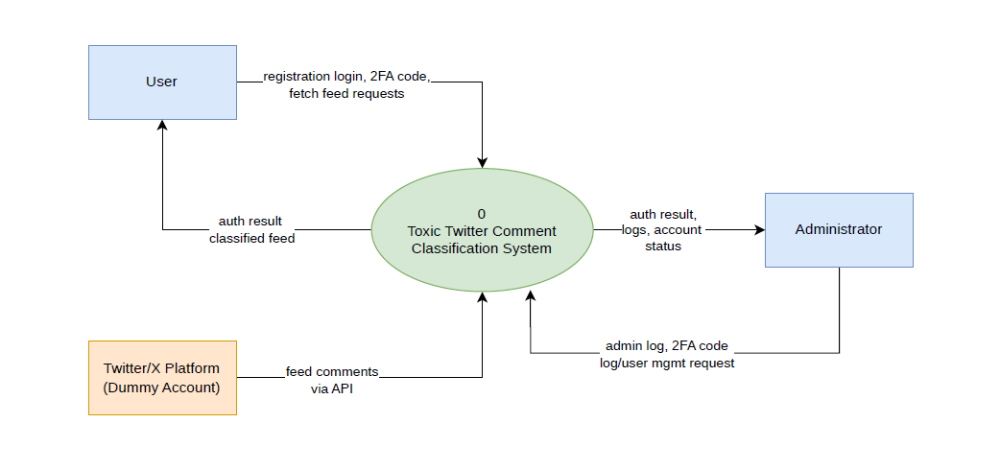 User
registration login, 2FA code,
fetch feed requests
0
Toxic Twitter Comment
Classification System
auth result,
logs, account
status
Administrator
auth result
classified feed
admin log, 2FA code
log/user mgmt request
Twitter/X Platform
(Dummy Account)
feed comments
via API